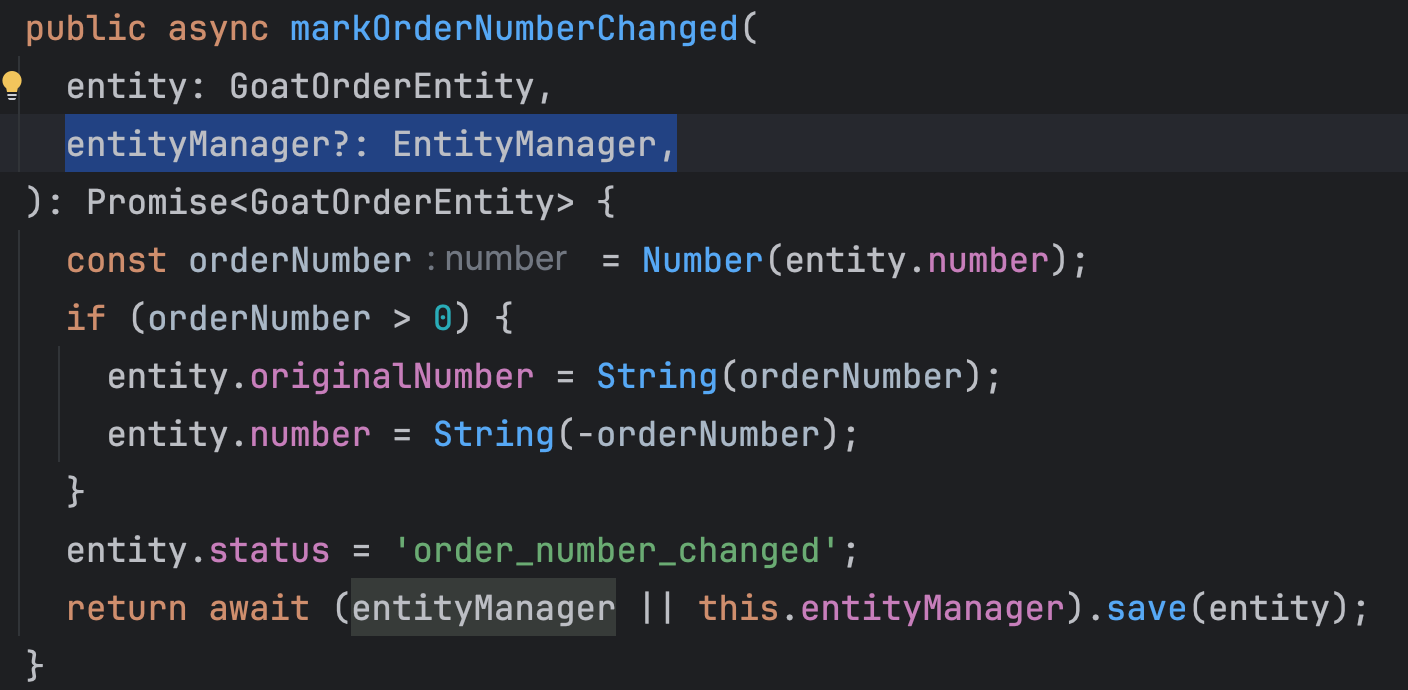 public async markOrderNumberChanged(
entity: GoatOrderEntity,
entityManager?: EntityManager,
): Promise<GoatOrderEntity> {
const orderNumber : number = Number(entity.number);
if (orderNumber > 0) {
entity.originalNumber = String(orderNumber);
entity.number = String(-orderNumber);
}
entity.status = 'order_number_changed';
return await (entityManager || this.entityManager).save(entity);
}